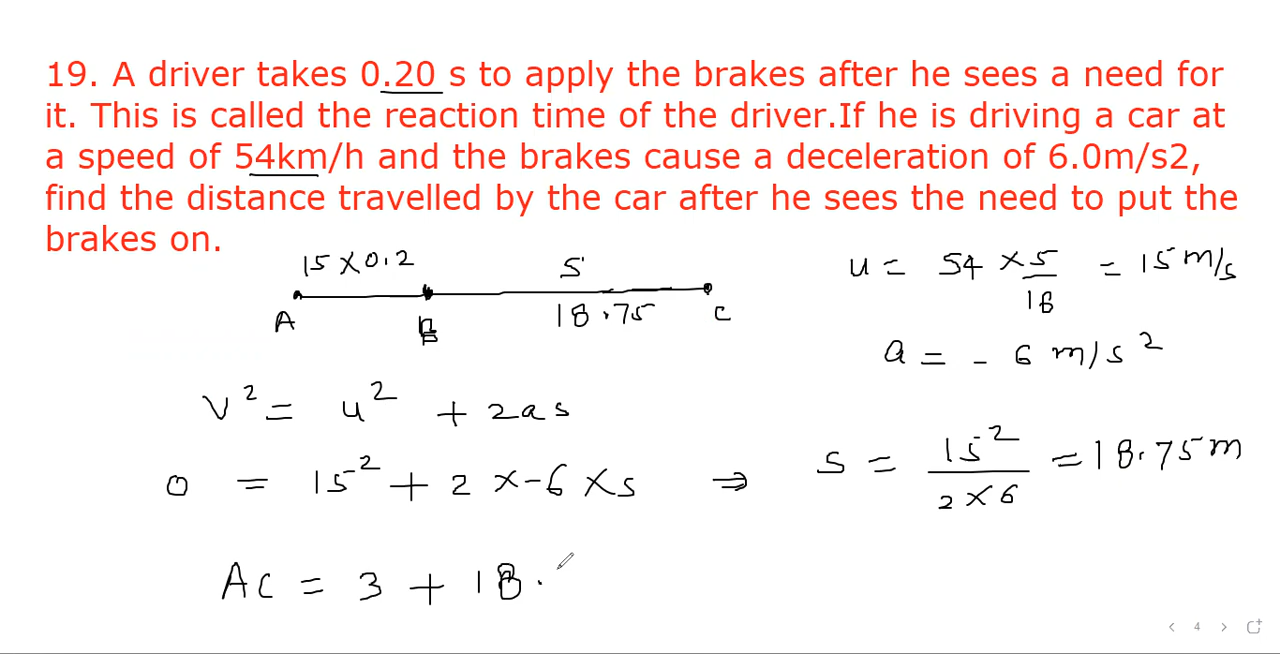 19. A driver takes 0.20 s to apply the brakes after he sees a need for
it. This is called the reaction time of the driver.If he is driving a car at
a speed of 54km/h and the brakes cause a deceleration of 6.0m/s2,
find the distance travelled by the car after he sees the need to put the
brakes on.
15 X 0.2 S
A B 18.75 C
u = 54 × 5/18 = 15 m/s
a = - 6 m/s²
v² = u² + 2as
0 = 15² + 2 x -6 x s ⇒ s = 15²/2×6 = 18.75m
AC = 3 + 18.
4